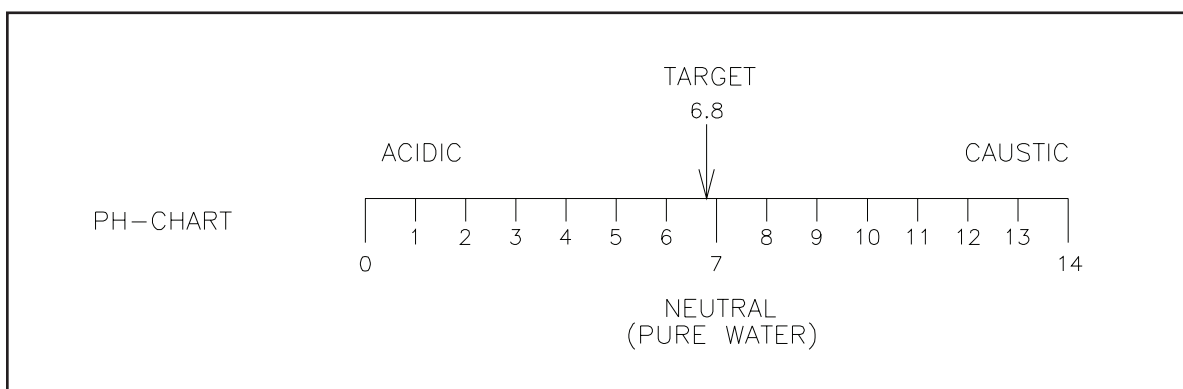 TARGET
6.8
ACIDIC
CAUSTIC
PH-CHART
1 2 3 4 5 6 8 9 10 11 12 13
0 7 14
NEUTRAL
(PURE WATER)